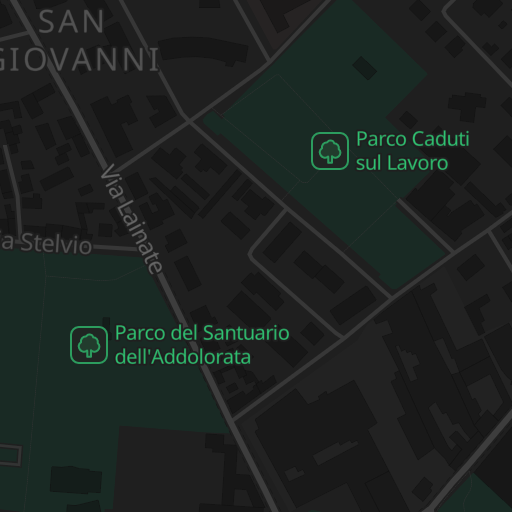 SAN
GIOVANNI
Parco Caduti
sul Lavoro
Via Lainate
a Stelvio
Parco del Santuario
dell'Addolorata